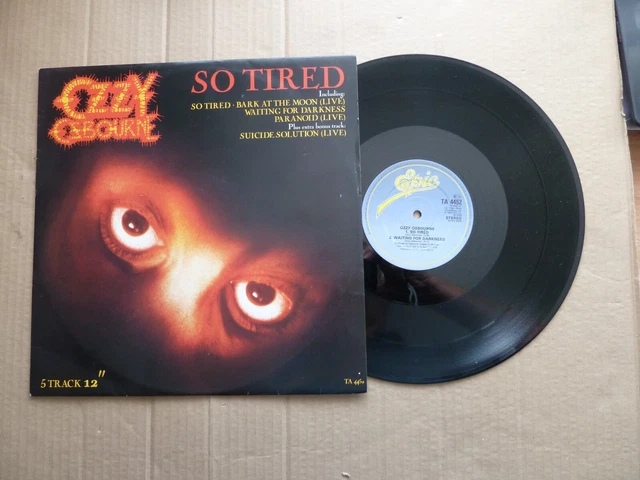 OZZY
OSBOURNE
SO TIRED
Including:
SO TIRED · BARK AT THE MOON (LIVE)
WAITING FOR DARKNESS
PARANOID (LIVE)
Plus extra bonus track:
SUICIDE SOLUTION (LIVE)
5 TRACK 12"
TA 4452
Epic
TA 4452
STEREO
OZZY OSBOURNE
1. SO TIRED
2. WAITING FOR DARKNESS